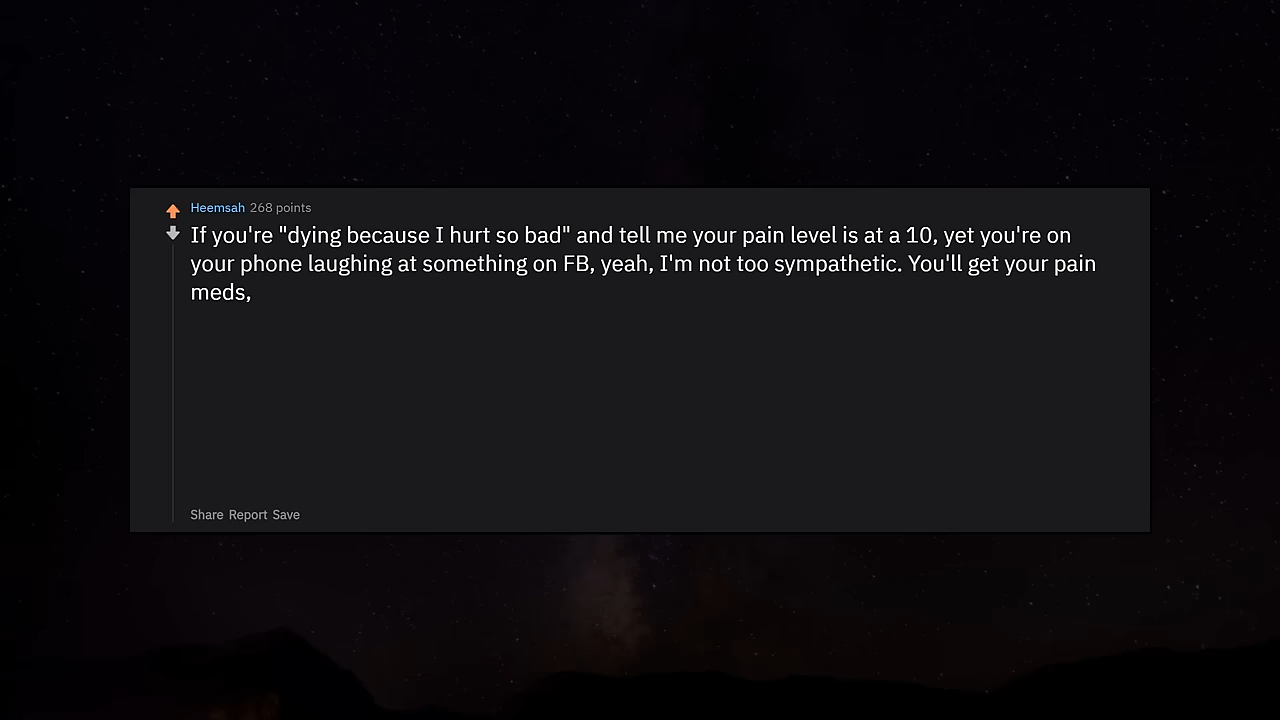 Heemsah 268 points
If you're "dying because I hurt so bad" and tell me your pain level is at a 10, yet you're on
your phone laughing at something on FB, yeah, I'm not too sympathetic. You'll get your pain
meds,
Share Report Save